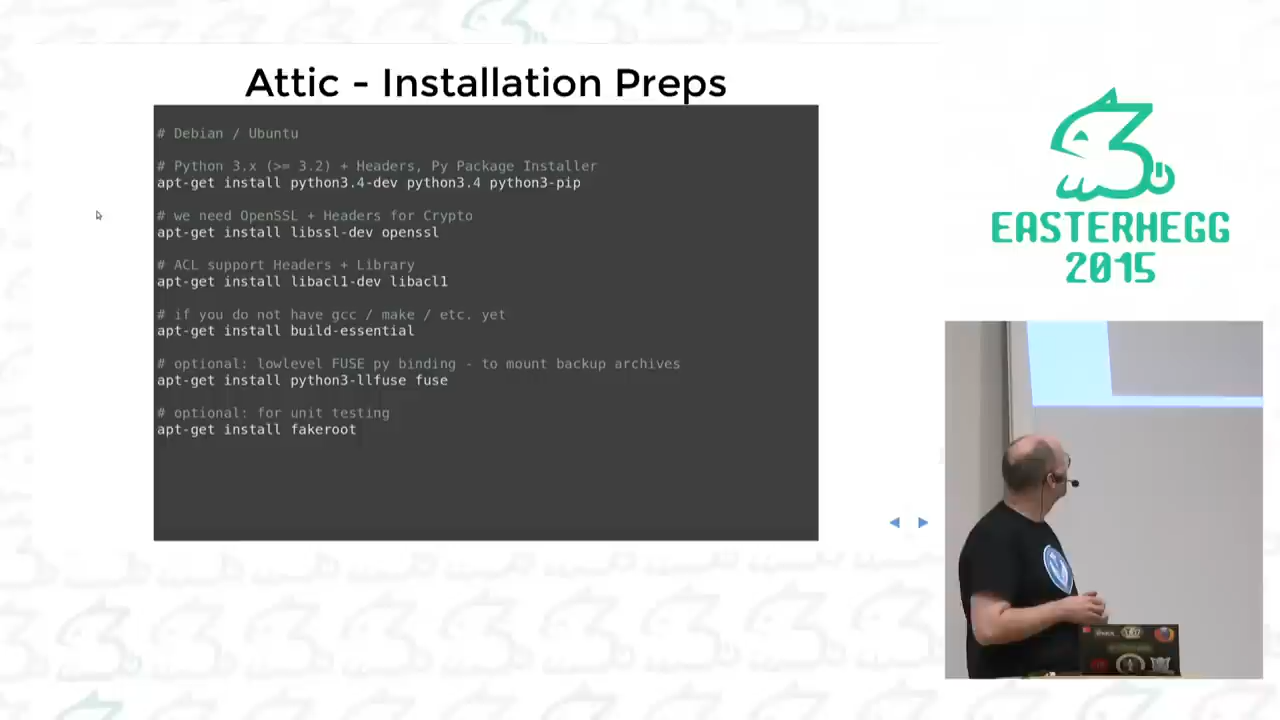 Attic - Installation Preps
# Debian / Ubuntu
# Python 3.x (>= 3.2) + Headers, Py Package Installer
apt-get install python3.4-dev python3.4 python3-pip
# we need OpenSSL + Headers for Crypto
apt-get install libssl-dev openssl
# ACL support Headers + Library
apt-get install libacl1-dev libacl1
# if you do not have gcc / make / etc. yet
apt-get install build-essential
# optional: lowlevel FUSE py binding - to mount backup archives
apt-get install python3-llfuse fuse
# optional: for unit testing
apt-get install fakeroot
EASTERHEGG
2015